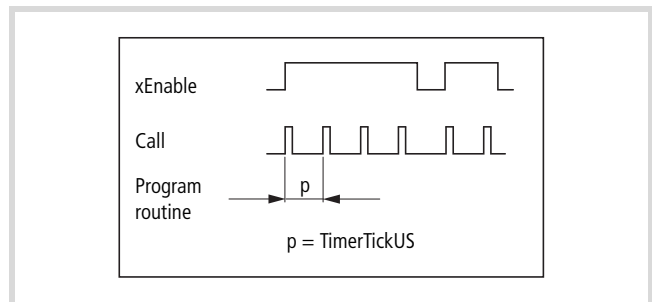 xEnable
Call
Program
routine
p
p = TimerTickUS